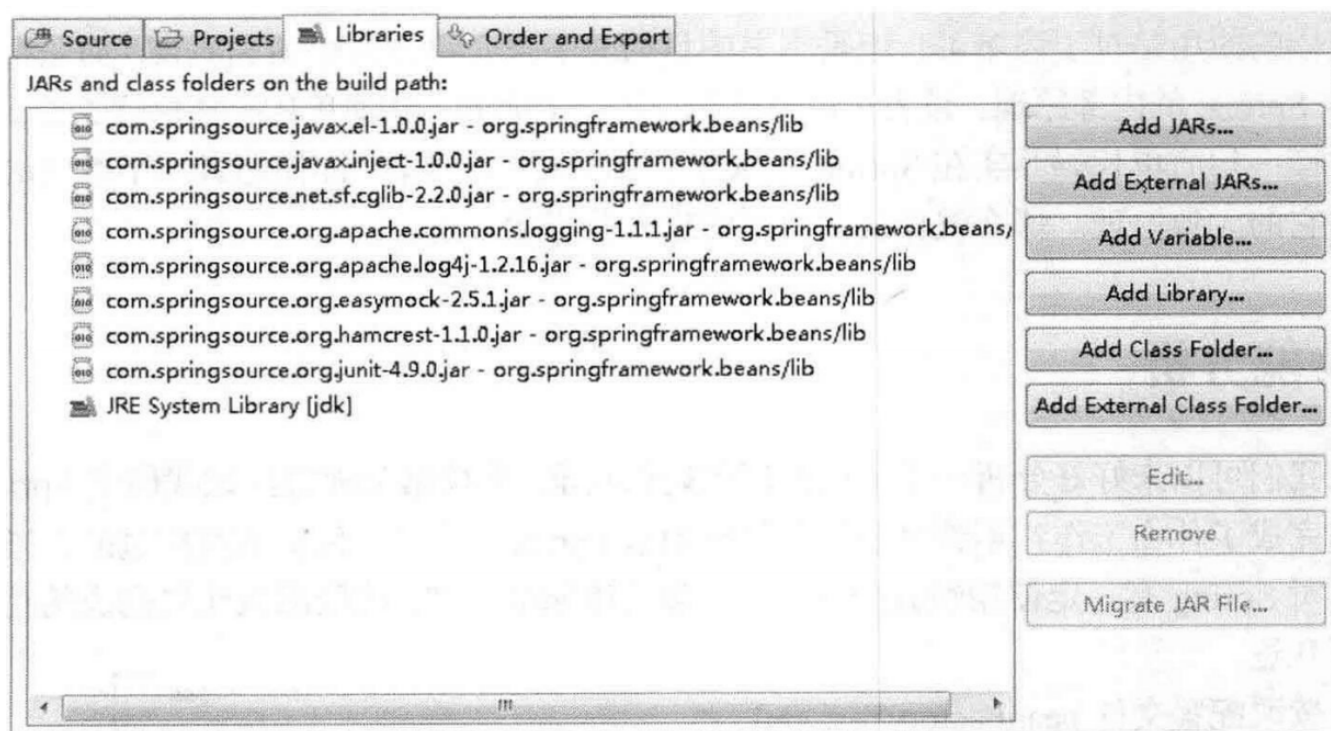 Source Projects Libraries Order and Export
JARs and class folders on the build path:
com.springsource.javax.el-1.0.0.jar - org.springframework.beans/lib
com.springsource.javax.inject-1.0.0.jar - org.springframework.beans/lib
com.springsource.net.sf.cglib-2.2.0.jar - org.springframework.beans/lib
com.springsource.org.apache.commons.logging-1.1.1.jar - org.springframework.beans/
com.springsource.org.apache.log4j-1.2.16.jar - org.springframework.beans/lib
com.springsource.org.easymock-2.5.1.jar - org.springframework.beans/lib
com.springsource.org.hamcrest-1.1.0.jar - org.springframework.beans/lib
com.springsource.org.junit-4.9.0.jar - org.springframework.beans/lib
JRE System Library [jdk]
Add JARs...
Add External JARs...
Add Variable...
Add Library...
Add Class Folder...
Add External Class Folder...
Edit...
Remove
Migrate JAR File...